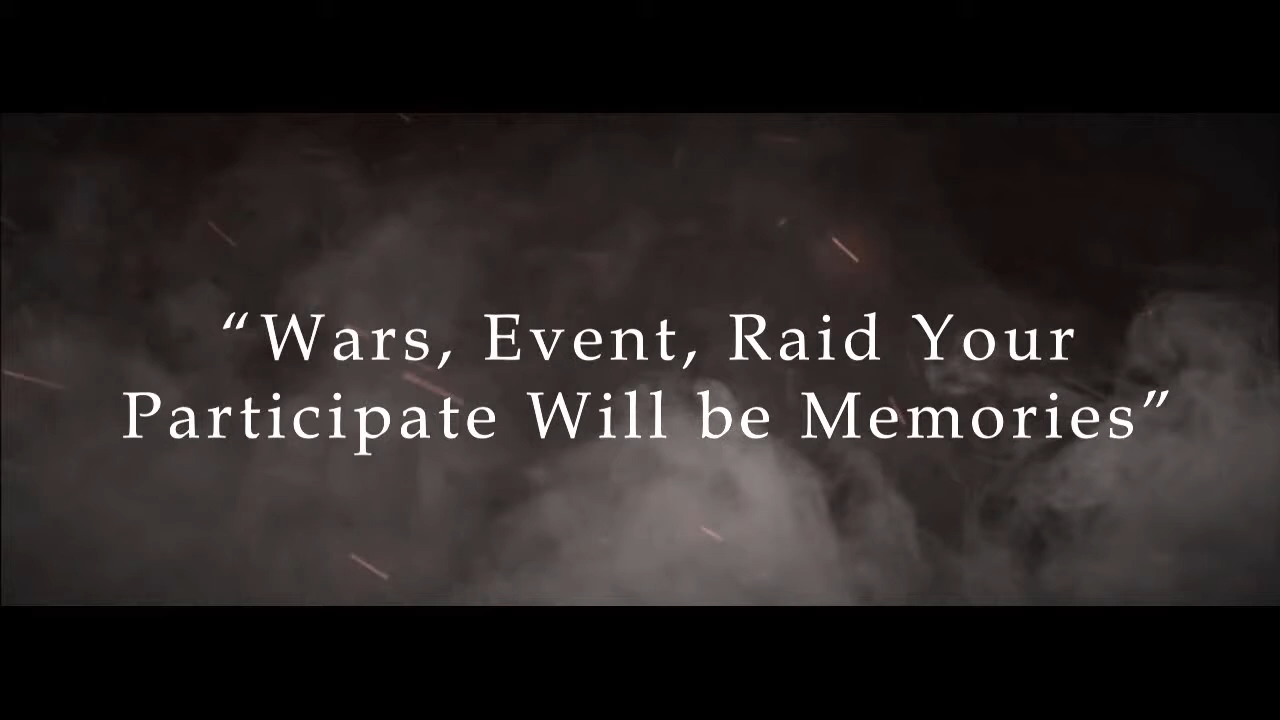 “Wars, Event, Raid Your
Participate Will be Memories”